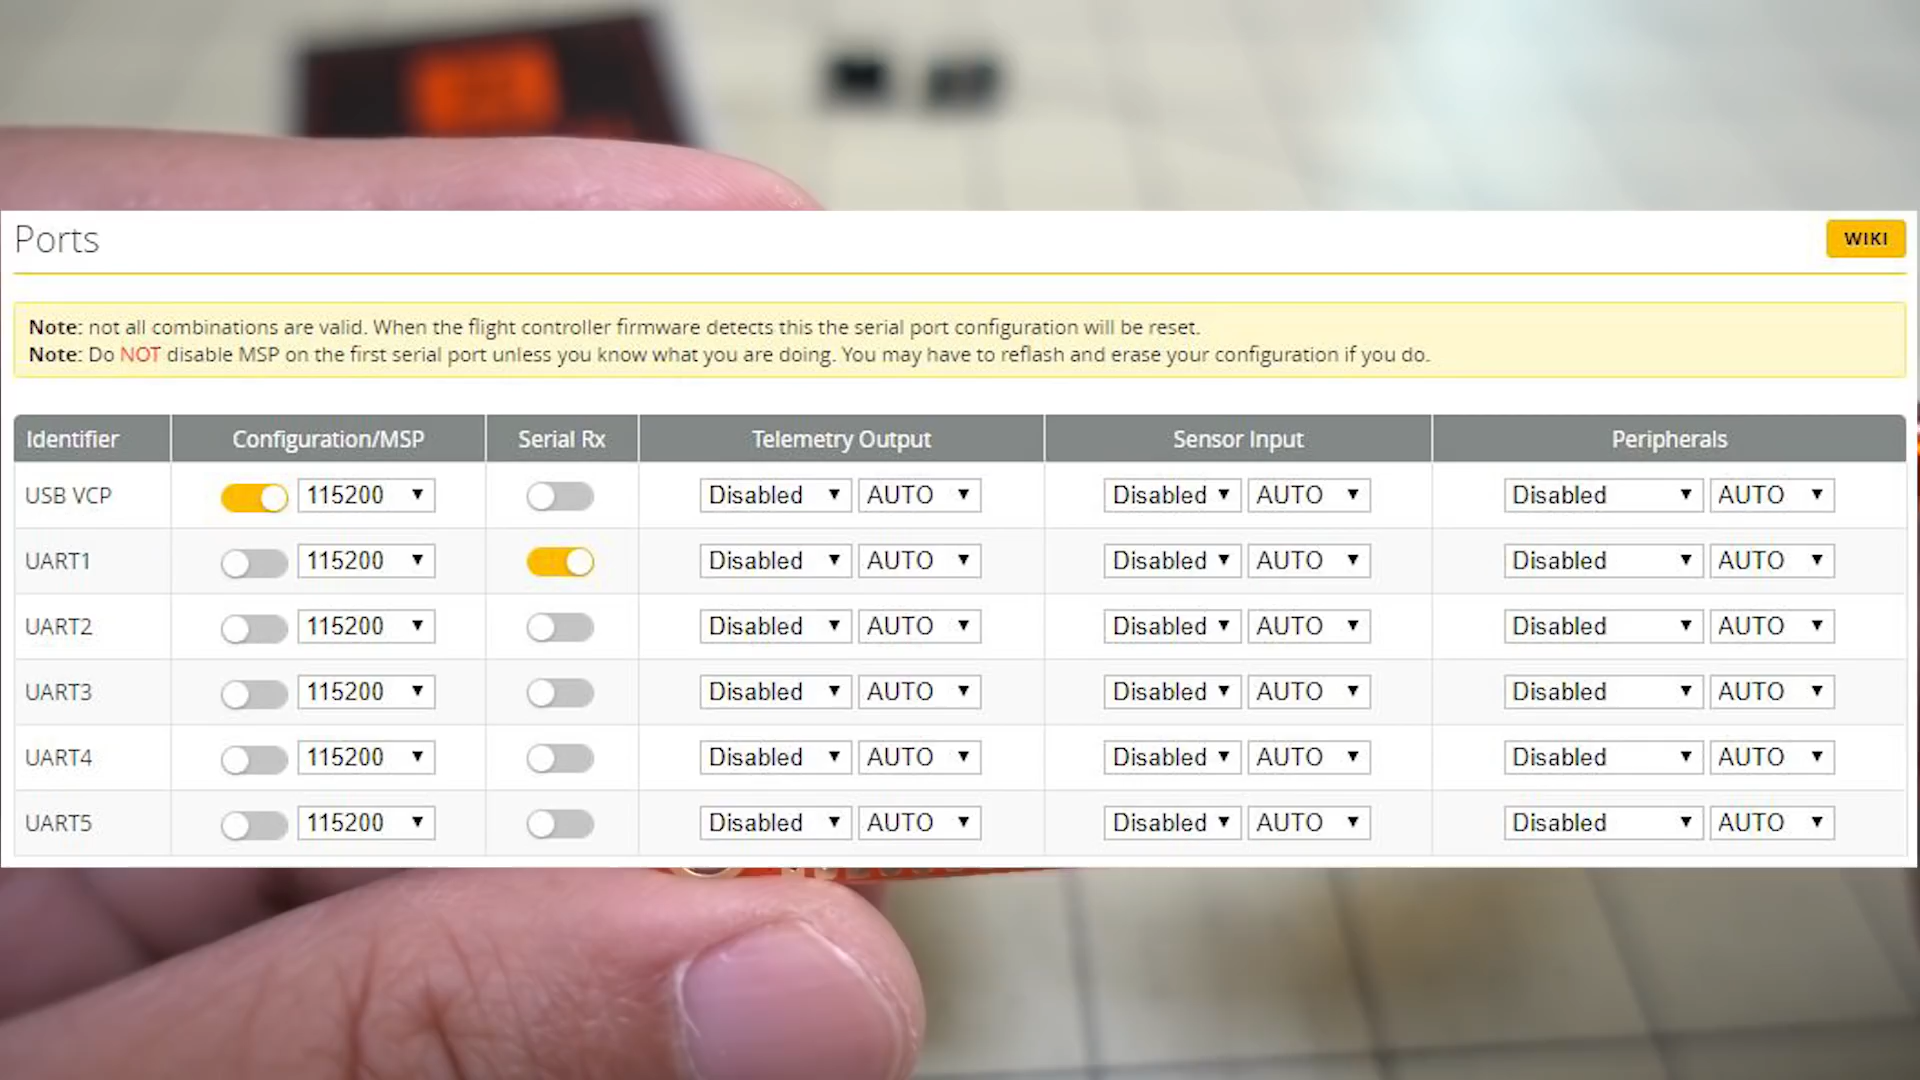 Ports
WIKI
Note: not all combinations are valid. When the flight controller firmware detects this the serial port configuration will be reset.
Note: Do NOT disable MSP on the first serial port unless you know what you are doing. You may have to reflash and erase your configuration if you do.
Identifier Configuration/MSP Serial Rx Telemetry Output Sensor Input Peripherals
USB VCP 115200 Disabled AUTO Disabled AUTO Disabled AUTO
UART1 115200 Disabled AUTO Disabled AUTO Disabled AUTO
UART2 115200 Disabled AUTO Disabled AUTO Disabled AUTO
UART3 115200 Disabled AUTO Disabled AUTO Disabled AUTO
UART4 115200 Disabled AUTO Disabled AUTO Disabled AUTO
UART5 115200 Disabled AUTO Disabled AUTO Disabled AUTO